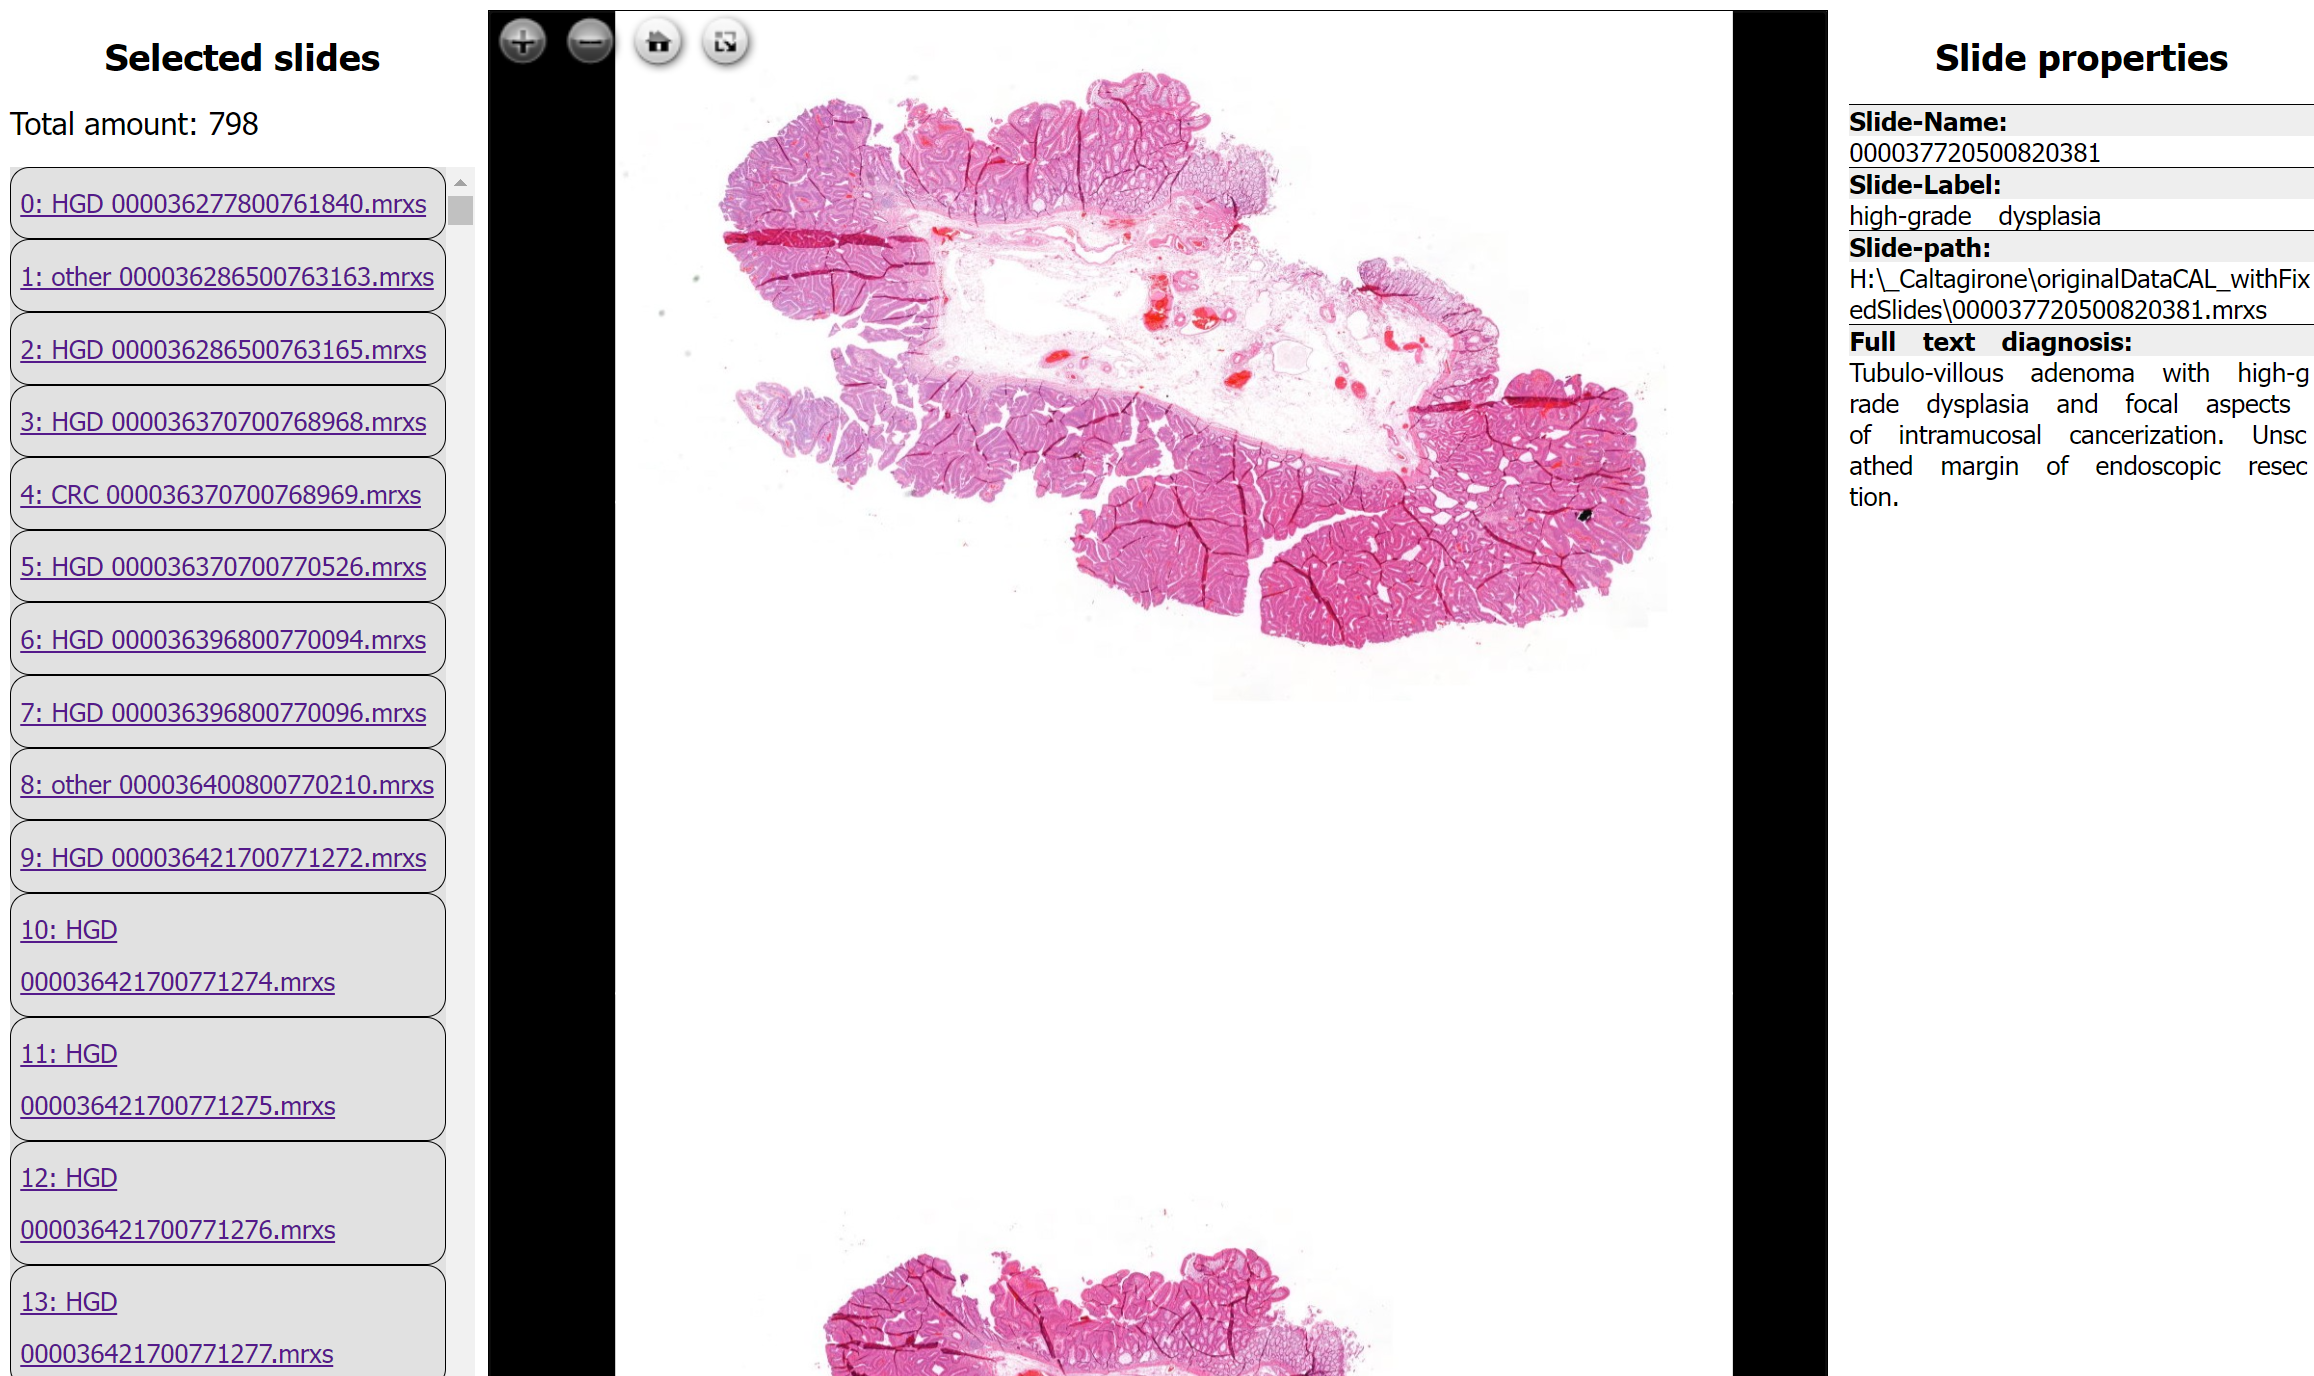 Selected slides
Total amount: 798
0: HGD 000036277800761840.mrxs
1: other 000036286500763163.mrxs
2: HGD 000036286500763165.mrxs
3: HGD 000036370700768968.mrxs
4: CRC 000036370700768969.mrxs
5: HGD 000036370700770526.mrxs
6: HGD 000036396800770094.mrxs
7: HGD 000036396800770096.mrxs
8: other 000036400800770210.mrxs
9: HGD 000036421700771272.mrxs
10: HGD
000036421700771274.mrxs
11: HGD
000036421700771275.mrxs
12: HGD
000036421700771276.mrxs
13: HGD
000036421700771277.mrxs
Slide properties
Slide-Name:
000037720500820381
Slide-Label:
high-grade dysplasia
Slide-path:
H:\_Caltagirone\originalDataCAL_withFix
edSlides\000037720500820381.mrxs
Full text diagnosis:
Tubulo-villous adenoma with high-g
rade dysplasia and focal aspects
of intramucosal cancerization. Unsc
athed margin of endoscopic resec
tion.